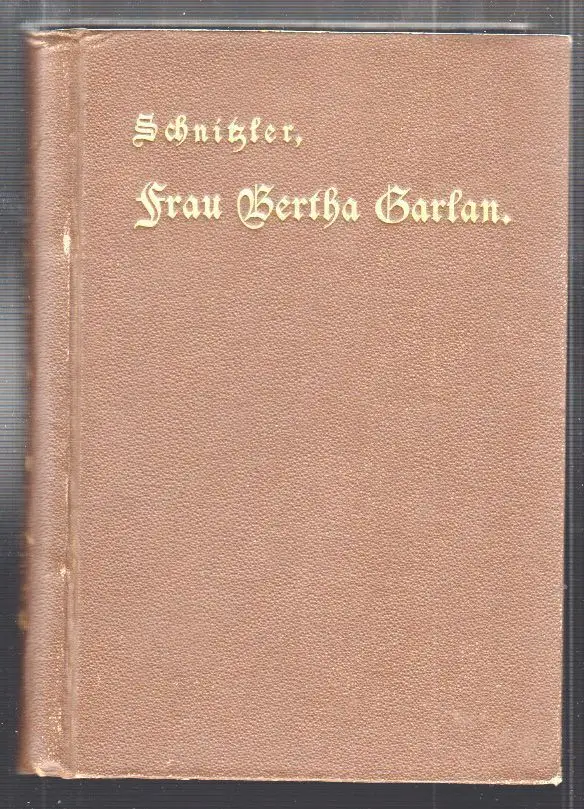 Schnitzler,
Frau Bertha Garlan.